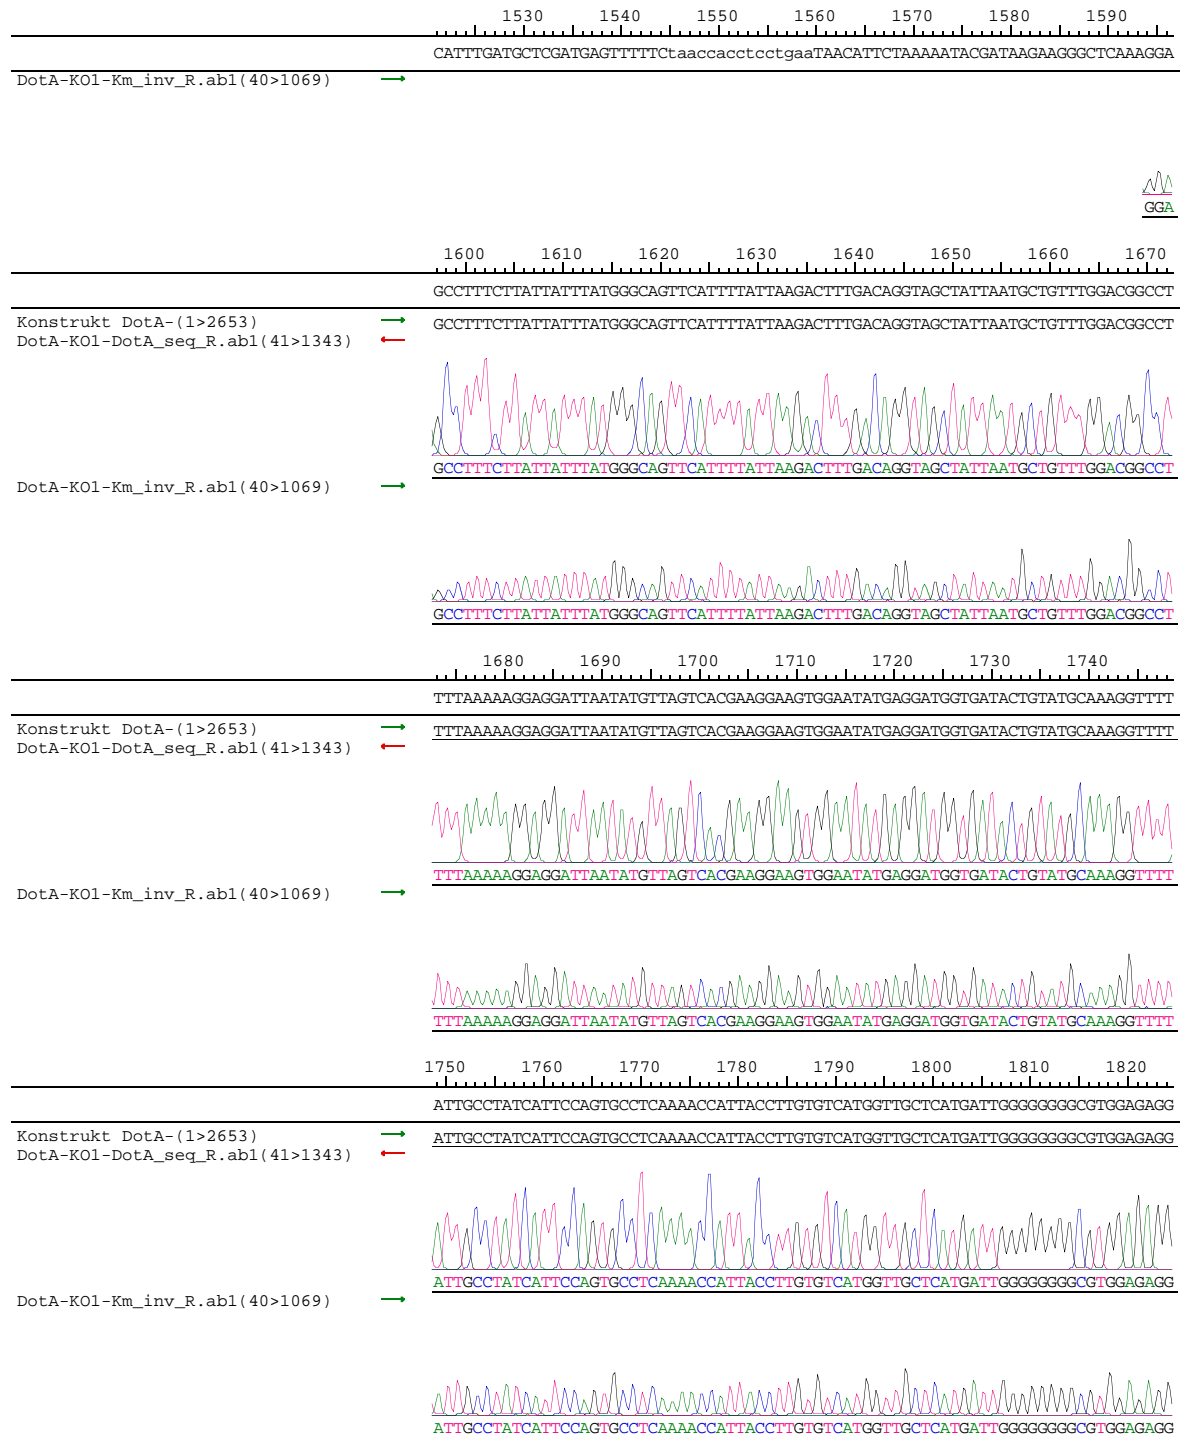 1530 1540 1550 1560 1570 1580 1590
CATTTGATGCTCGATGAGTTTTTCtaaccacctcctgaaTAACATTCTAAAAATACGATAAGAAGGGCTCAAAGGA
DotA-KO1-Km_inv_R.ab1(40>1069)
GGA
1600 1610 1620 1630 1640 1650 1660 1670
GCCTTTCTTATTATTTATGGGCAGTTCATTTTATTAAGACTTTGACAGGTAGCTATTAATGCTGTTTGGACGGCCT
Konstrukt DotA-(1>2653) GCCTTTCTTATTATTTATGGGCAGTTCATTTTATTAAGACTTTGACAGGTAGCTATTAATGCTGTTTGGACGGCCT
DotA-KO1-DotA_seq_R.ab1(41>1343)
GCCTTTCTTATTATTTATGGGCAGTTCATTTTATTAAGACTTTGACAGGTAGCTATTAATGCTGTTTGGACGGCCT
DotA-KO1-Km_inv_R.ab1(40>1069)
GCCTTTCTTATTATTTATGGGCAGTTCATTTTATTAAGACTTTGACAGGTAGCTATTAATGCTGTTTGGACGGCCT
1680 1690 1700 1710 1720 1730 1740
TTTAAAAAGGAGGATTAATATGTTAGTCACGAAGGAAGTGGAATATGAGGATGGTGATACTGTATGCAAAGGTTTT
Konstrukt DotA-(1>2653) TTTAAAAAGGAGGATTAATATGTTAGTCACGAAGGAAGTGGAATATGAGGATGGTGATACTGTATGCAAAGGTTTT
DotA-KO1-DotA_seq_R.ab1(41>1343)
TTTAAAAAGGAGGATTAATATGTTAGTCACGAAGGAAGTGGAATATGAGGATGGTGATACTGTATGCAAAGGTTTT
DotA-KO1-Km_inv_R.ab1(40>1069)
TTTAAAAAGGAGGATTAATATGTTAGTCACGAAGGAAGTGGAATATGAGGATGGTGATACTGTATGCAAAGGTTTT
1750 1760 1770 1780 1790 1800 1810 1820
ATTGCCTATCATTCCAGTGCCTCAAAACCATTACCTTGTGTCATGGTTGCTCATGATTGGGGGGGGCGTGGAGAGG
Konstrukt DotA-(1>2653) ATTGCCTATCATTCCAGTGCCTCAAAACCATTACCTTGTGTCATGGTTGCTCATGATTGGGGGGGGCGTGGAGAGG
DotA-KO1-DotA_seq_R.ab1(41>1343)
ATTGCCTATCATTCCAGTGCCTCAAAACCATTACCTTGTGTCATGGTTGCTCATGATTGGGGGGGGCGTGGAGAGG
DotA-KO1-Km_inv_R.ab1(40>1069)
ATTGCCTATCATTCCAGTGCCTCAAAACCATTACCTTGTGTCATGGTTGCTCATGATTGGGGGGGGCGTGGAGAGG